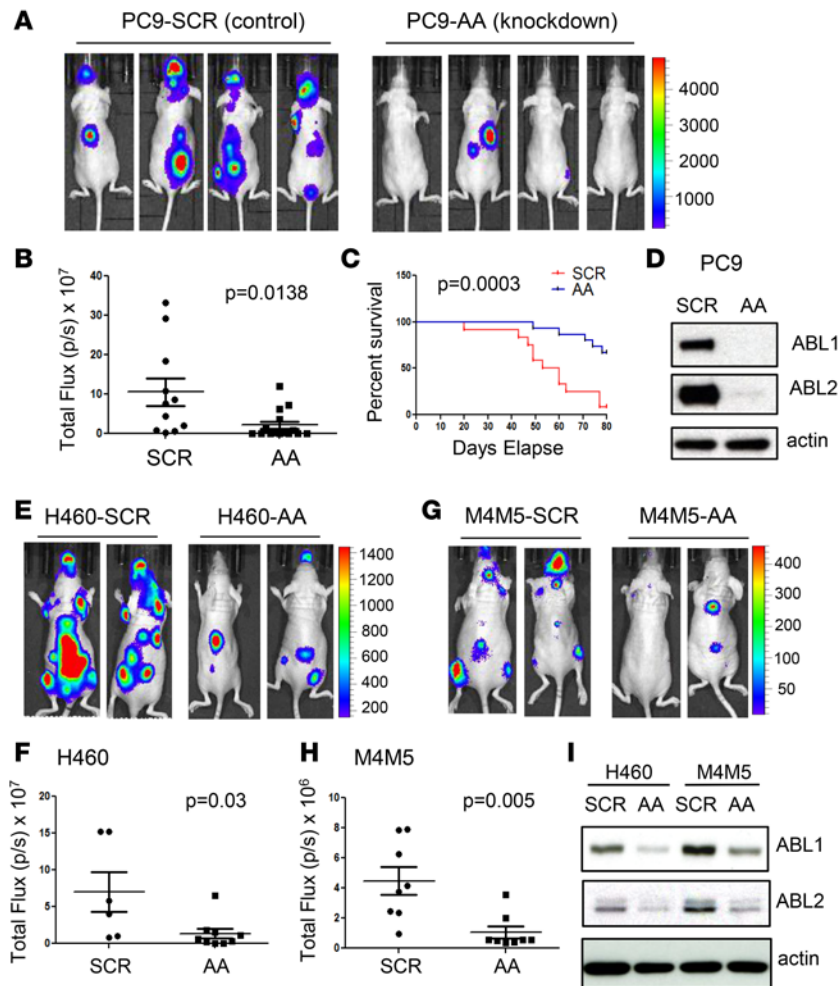 A
PC9-SCR (control)
PC9-AA (knockdown)
4000
3000
2000
1000
B
Total Flux (p/s) x 10⁷
40
30
20
10
0
p=0.0138
SCR
AA
C
Percent survival
150
100
50
0
p=0.0003
SCR
AA
0
20
40
60
80
Days Elapse
D
PC9
SCR
AA
ABL1
ABL2
actin
E
H460-SCR
H460-AA
1400
1200
1000
800
600
400
200
G
M4M5-SCR
M4M5-AA
400
300
200
100
50
F
H460
Total Flux (p/s) x 10⁷
20
15
10
5
0
p=0.03
SCR
AA
H
M4M5
Total Flux (p/s) x 10⁶
10
8
6
4
2
0
p=0.005
SCR
AA
I
H460
M4M5
SCR
AA
SCR
AA
ABL1
ABL2
actin